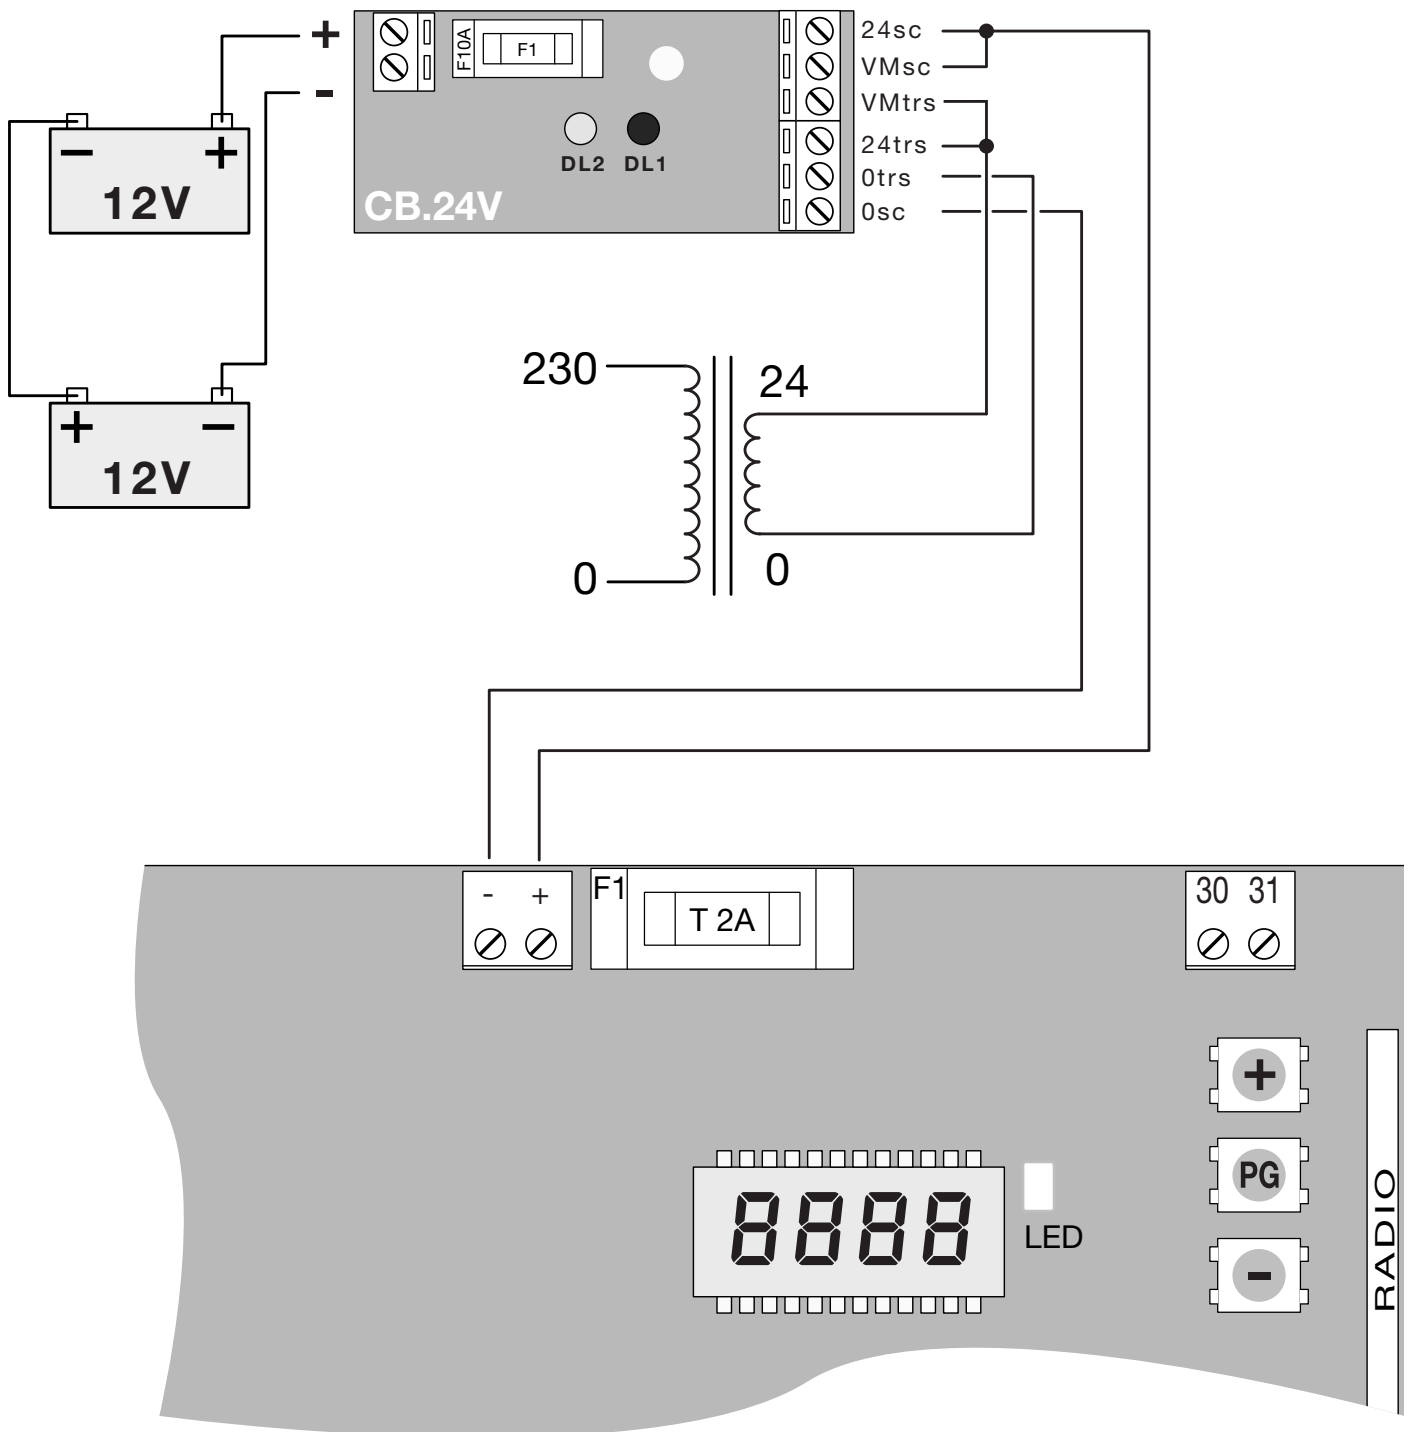 +
-
F10A
F1
24sc
VMsc
VMtrs
24trs
0trs
0sc
DL2 DL1
CB.24V
- +
12V
+ -
12V
230
24
0
0
- +
F1
T 2A
30 31
+
PG
-
8888
LED
RADIO